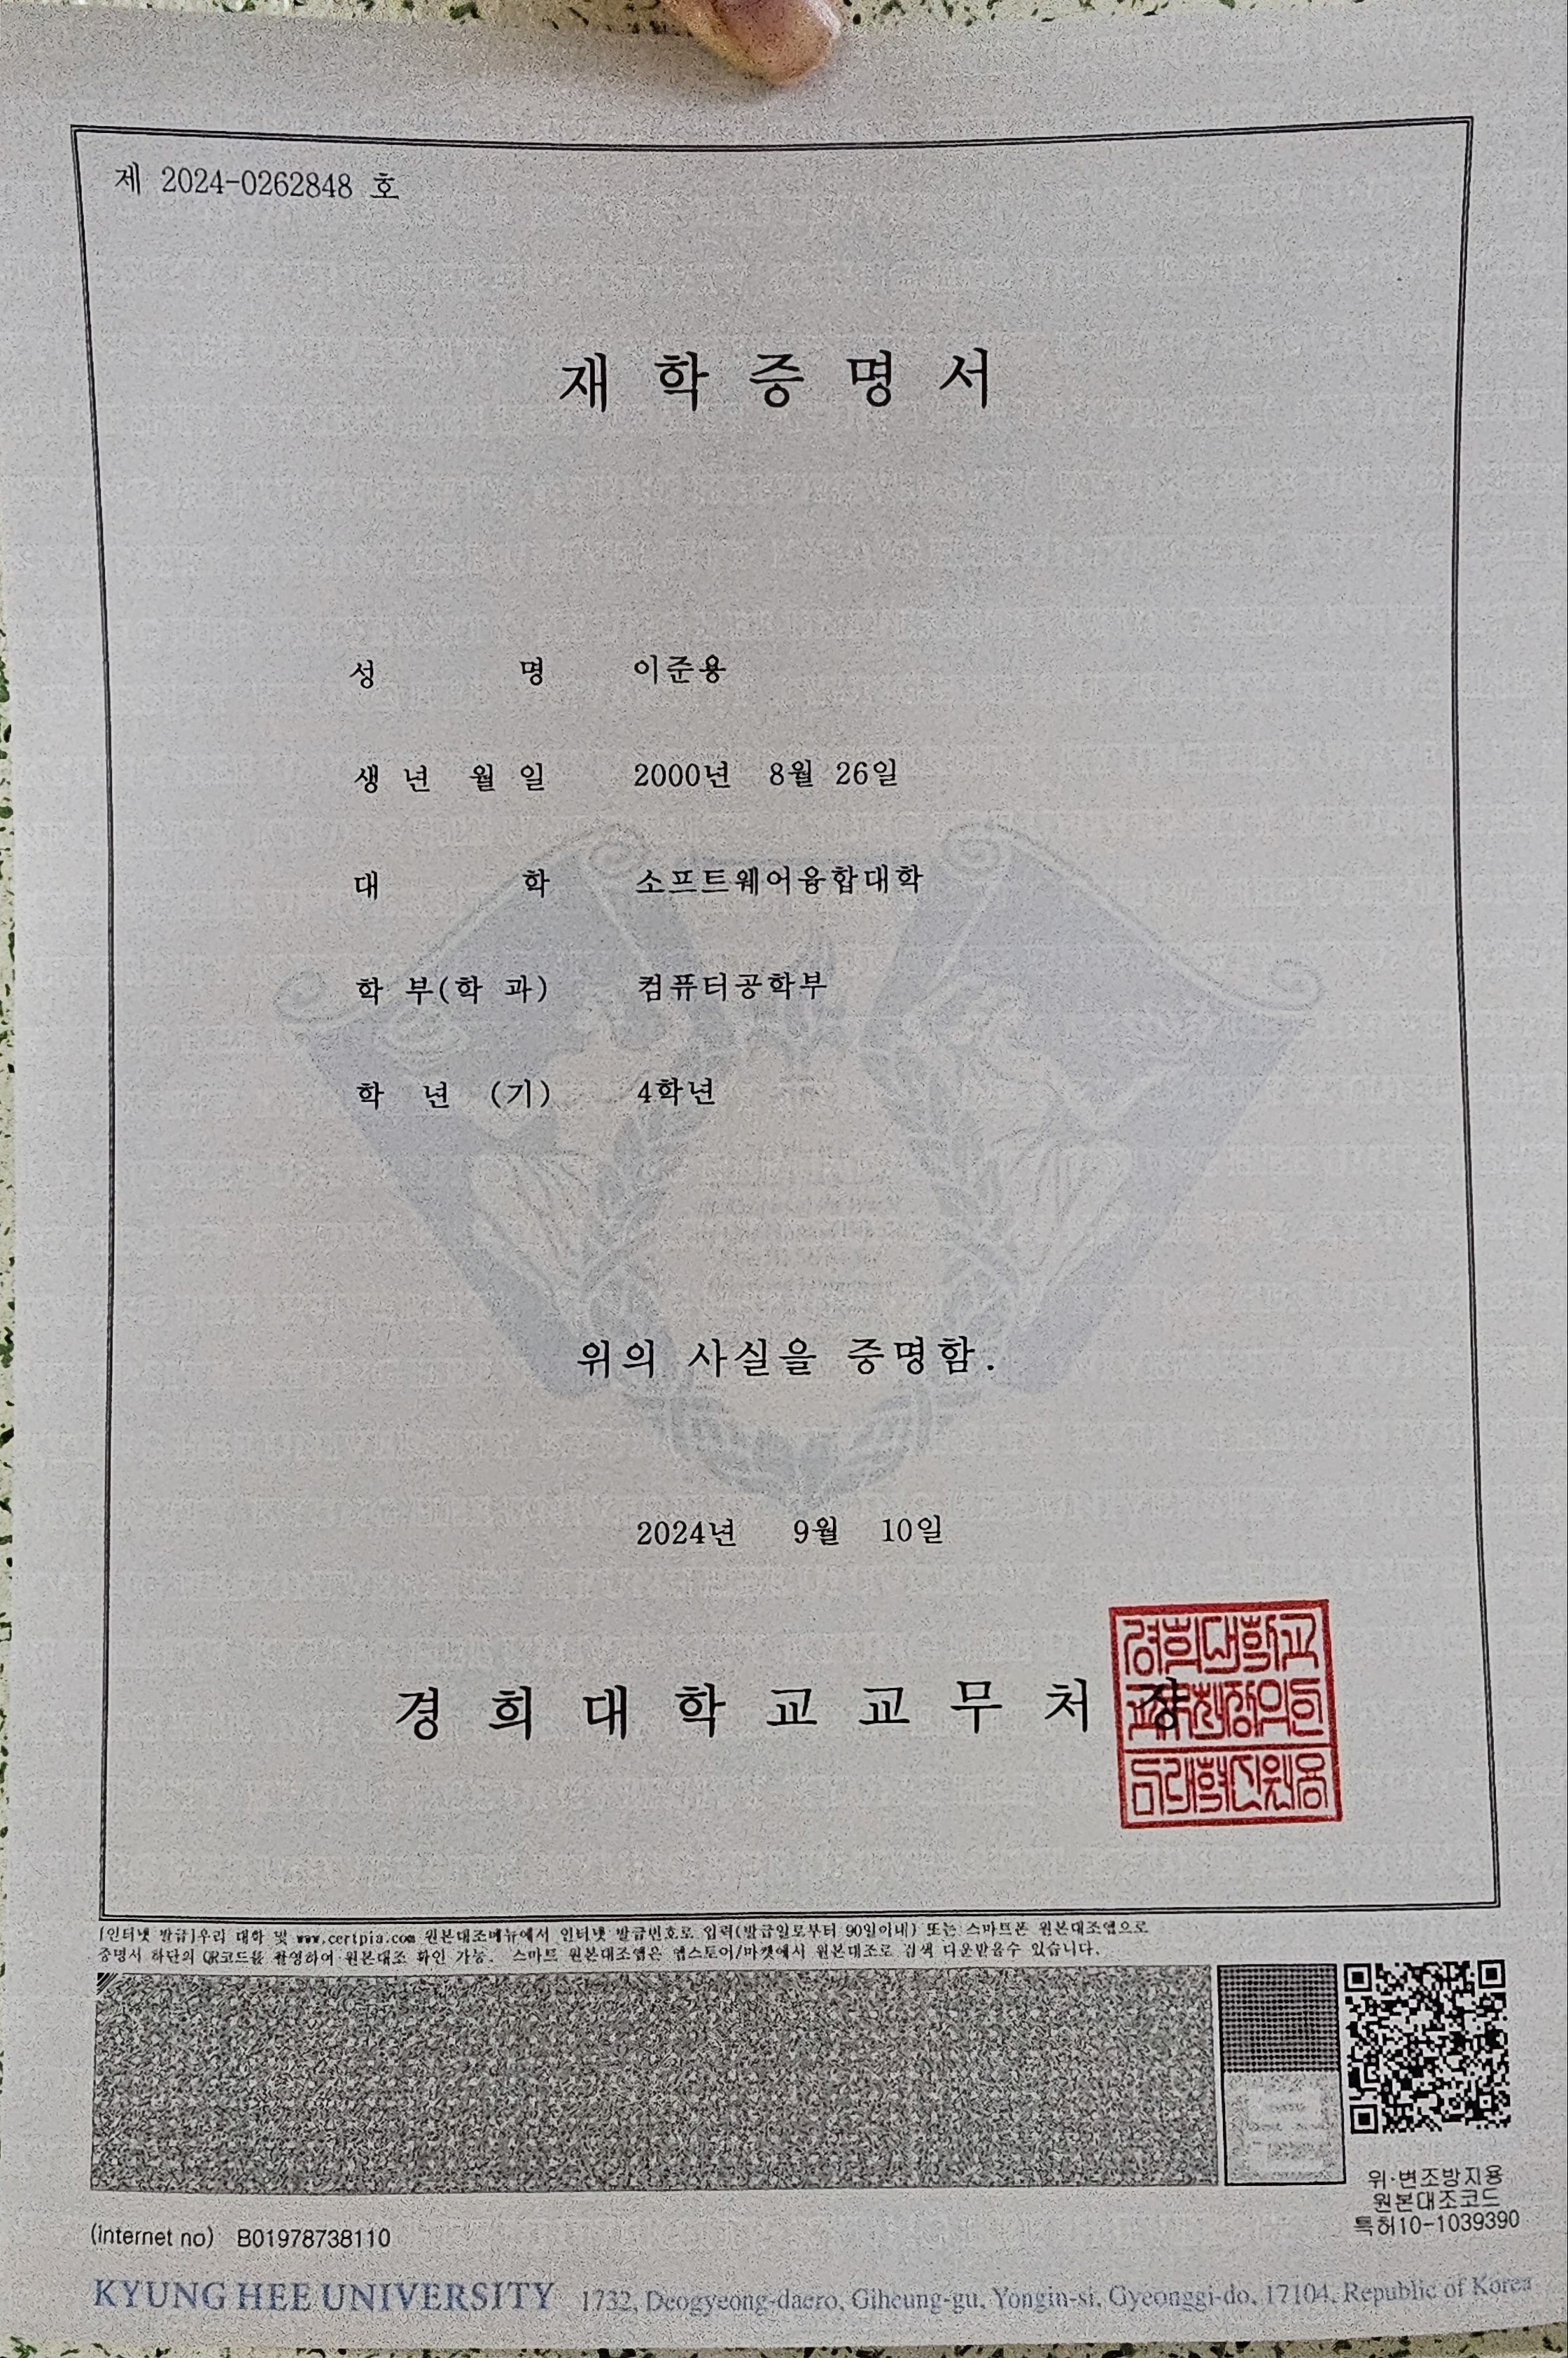 제 2024-0262848 호
재 학 증 명 서
성 명 이준용
생 년 월 일 2000년 8월 26일
대 학 소프트웨어융합대학
학 부(학 과) 컴퓨터공학부
학 년 (기) 4학년
위의 사실을 증명함.
2024년 9월 10일
경 희 대 학 교 교 무 처 장
경희대학교
[인터넷 발급]우리 대학 및 www.certpia.com 원본대조메뉴에서 인터넷 발급번호로 입력(발급일로부터 90일이내) 또는 스마트폰 원본대조앱으로
증명서 하단의 QR코드를 촬영하여 원본대조 확인 가능. 스마트 원본대조앱은 앱스토어/마켓에서 원본대조로 검색 다운받을수 있습니다.
위·변조방지용
원본대조코드
특허10-1039390
(internet no) B01978738110
KYUNG HEE UNIVERSITY 1732, Deogyeong-daero, Giheung-gu, Yongin-si, Gyeonggi-do, 17104, Republic of Korea